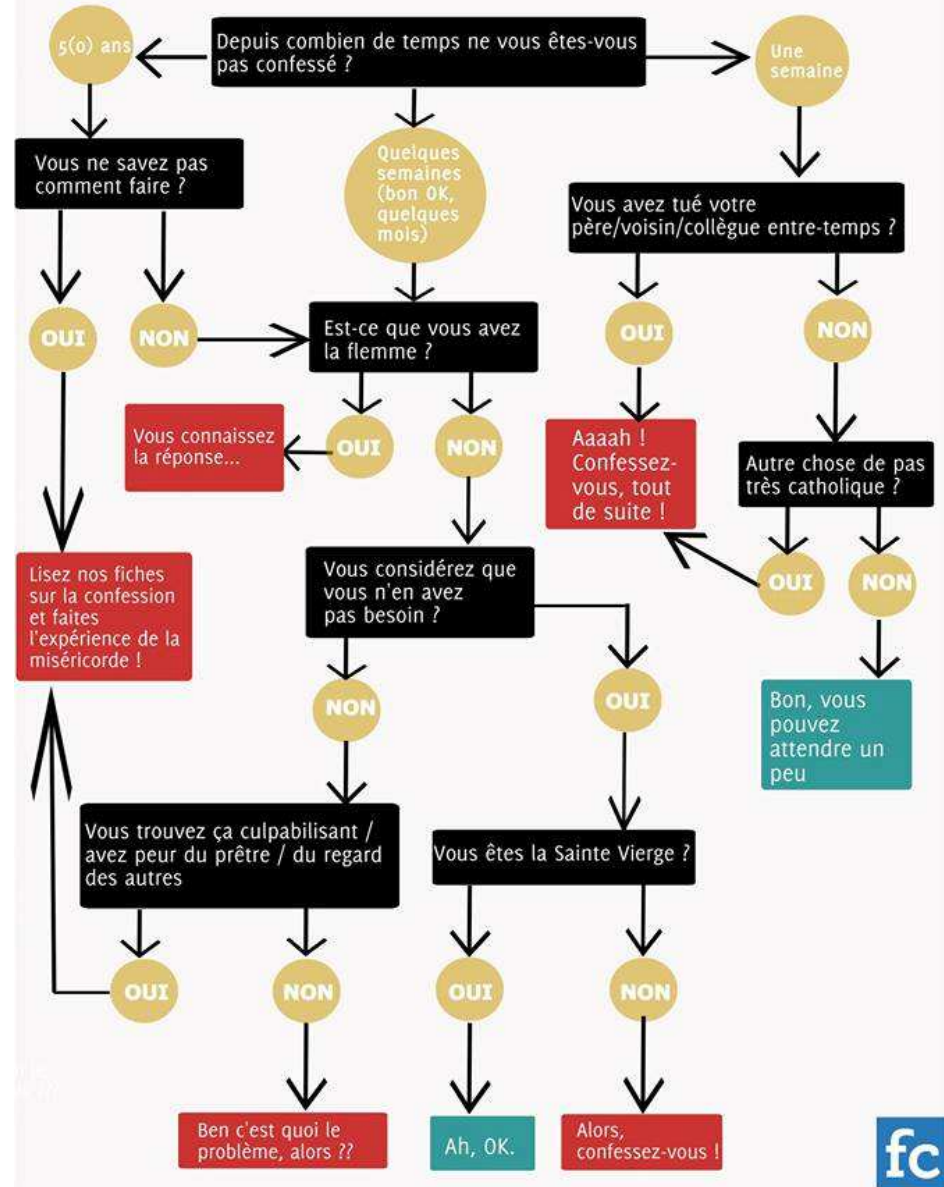 Depuis combien de temps ne vous êtes-vous
pas confessé ?
5(0) ans
Une
semaine
Quelques
semaines
(bon OK,
quelques
mois)
Vous ne savez pas
comment faire ?
Vous avez tué votre
père/voisin/collègue entre-temps ?
OUI
NON
Est-ce que vous avez
la flemme ?
OUI
NON
Vous connaissez
la réponse...
OUI
NON
Aaaah !
Confessez-
vous, tout
de suite !
Autre chose de pas
très catholique ?
OUI
NON
Lisez nos fiches
sur la confession
et faites
l'expérience de la
miséricorde !
Vous considérez que
vous n'en avez
pas besoin ?
NON
OUI
Bon, vous
pouvez
attendre un
peu
Vous trouvez ça culpabilisant /
avez peur du prêtre / du regard
des autres
Vous êtes la Sainte Vierge ?
OUI
NON
OUI
NON
Ben c'est quoi le
problème, alors ??
Ah, OK.
Alors,
confessez-vous !
fc